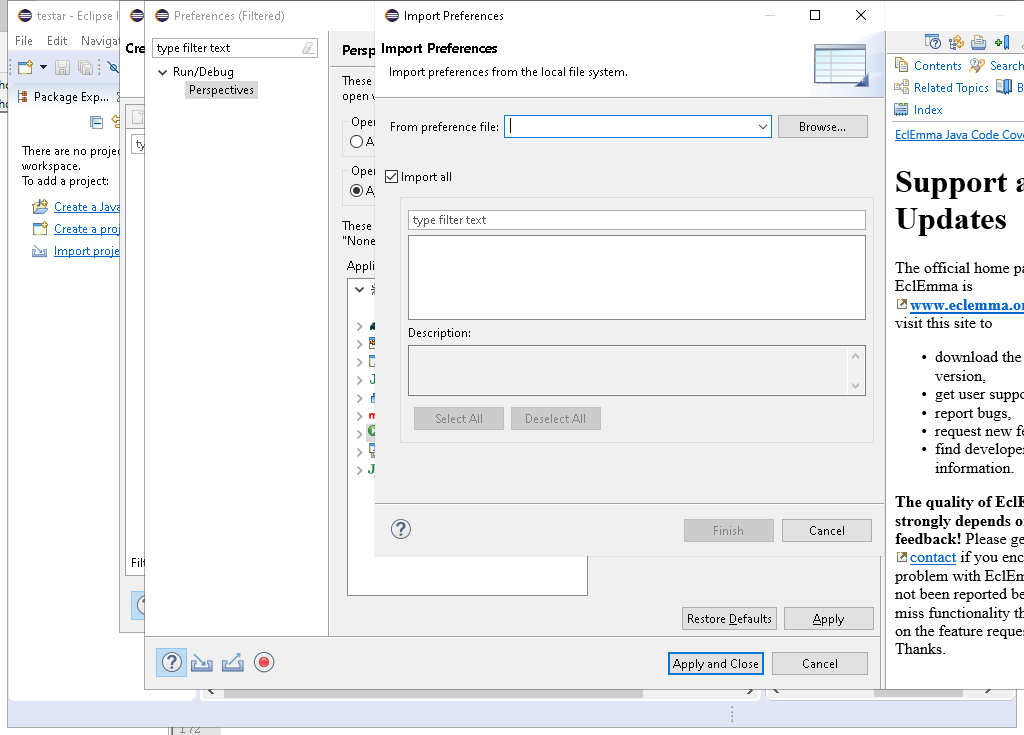 testar - Eclipse I
File Edit Navigat
Package Exp...
There are no projec
workspace.
To add a project:
Create a Java
Create a proj
Import proje
Cre
ty
Filt
Preferences (Filtered)
type filter text
Run/Debug
Perspectives
Persp
These
open
Oper
A
Oper
These
"None
Appli
Restore Defaults
Apply
Apply and Close
Cancel
Import Preferences
Import Preferences
Import preferences from the local file system.
From preference file:
Browse...
Import all
type filter text
Description:
Select All
Deselect All
Finish
Cancel
Contents
Search
Related Topics
B
Index
EclEmma Java Code Cove
Support a
Updates
The official home pa
EclEmma is
www.eclemma.or
visit this site to
• download the
version,
• get user suppo
• report bugs,
• request new fe
• find developer
information.
The quality of EclE
strongly depends o
feedback! Please ge
contact if you enc
problem with EclEm
not been reported be
miss functionality th
on the feature reques
Thanks.
172